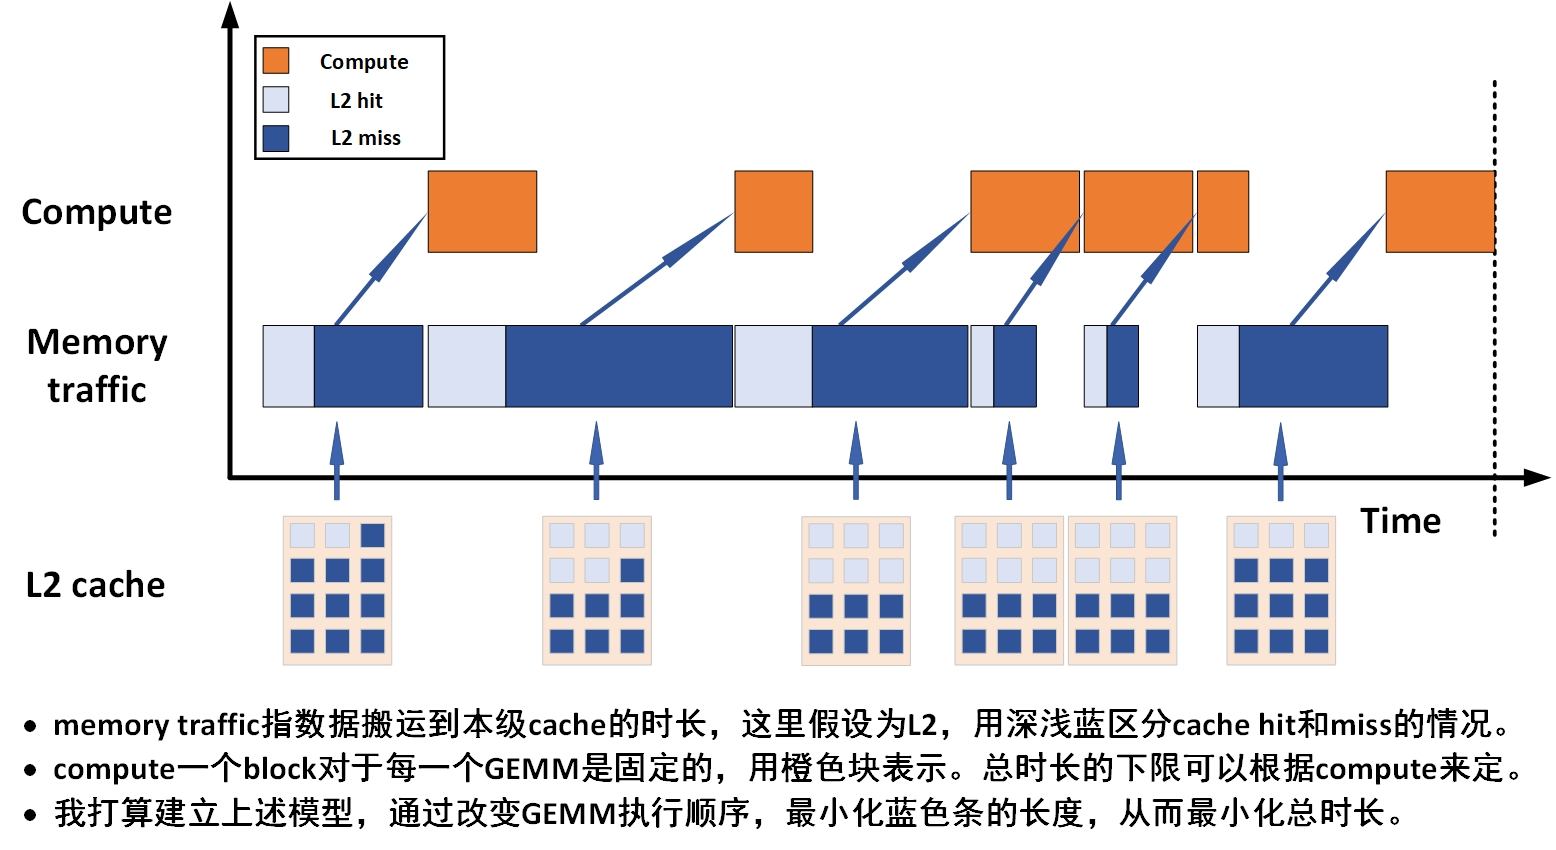 Compute
L2 hit
L2 miss
Compute
Memory
traffic
Time
L2 cache
• memory traffic指数据搬运到本级cache的时长，这里假设为L2，用深浅蓝区分cache hit和miss的情况。
• compute一个block对于每一个GEMM是固定的，用橙色块表示。总时长的下限可以根据compute来定。
• 我打算建立上述模型，通过改变GEMM执行顺序，最小化蓝色条的长度，从而最小化总时长。